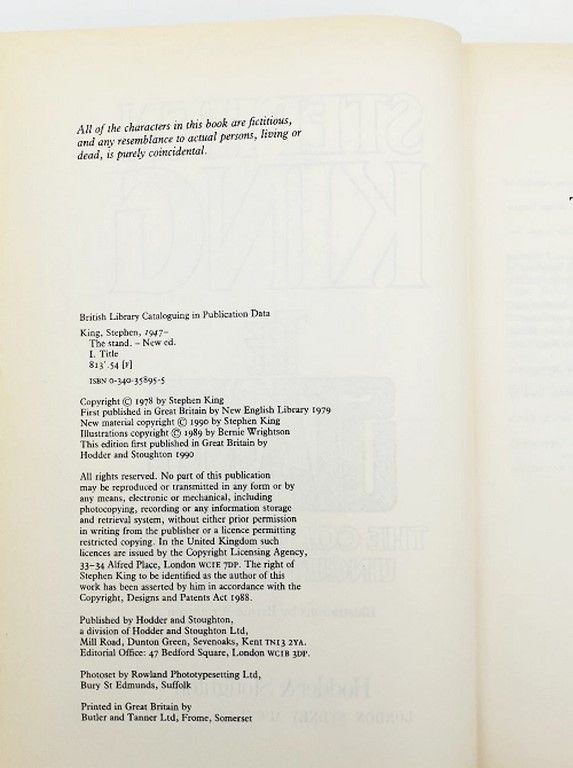 All of the characters in this book are fictitious,
and any resemblance to actual persons, living or
dead, is purely coincidental.
British Library Cataloguing in Publication Data
King, Stephen, 1947–
The stand. – New ed.
I. Title
813'.54 [F]
ISBN 0-340-35895-5
Copyright © 1978 by Stephen King
First published in Great Britain by New English Library 1979
New material copyright © 1990 by Stephen King
Illustrations copyright © 1989 by Bernie Wrightson
This edition first published in Great Britain by
Hodder and Stoughton 1990
All rights reserved. No part of this publication
may be reproduced or transmitted in any form or by
any means, electronic or mechanical, including
photocopying, recording or any information storage
and retrieval system, without either prior permission
in writing from the publisher or a licence permitting
restricted copying. In the United Kingdom such
licences are issued by the Copyright Licensing Agency,
33–34 Alfred Place, London WC1E 7DP. The right of
Stephen King to be identified as the author of this
work has been asserted by him in accordance with the
Copyright, Designs and Patents Act 1988.
Published by Hodder and Stoughton,
a division of Hodder and Stoughton Ltd,
Mill Road, Dunton Green, Sevenoaks, Kent TN13 2YA.
Editorial Office: 47 Bedford Square, London WC1B 3DP.
Photoset by Rowland Phototypesetting Ltd,
Bury St Edmunds, Suffolk
Printed in Great Britain by
Butler and Tanner Ltd, Frome, Somerset